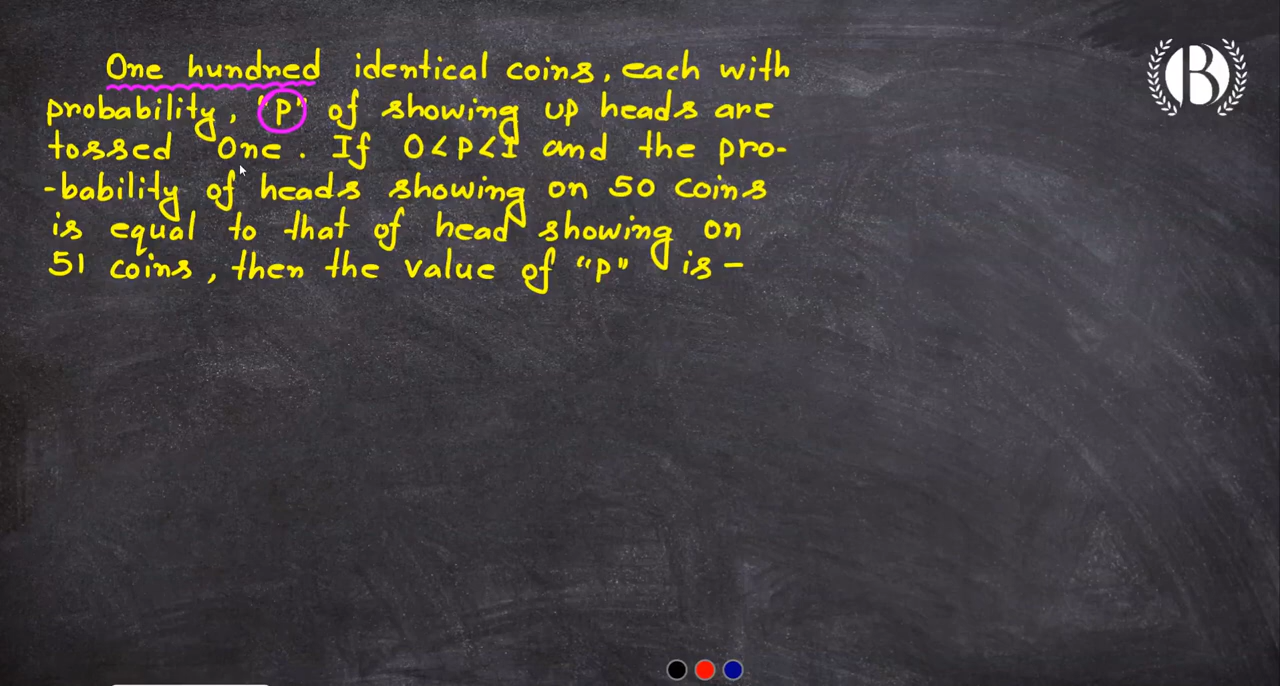 One hundred identical coins, each with
probability, "P" of showing up heads are
tossed One. If 0<P<1 and the pro-
-bability of heads showing on 50 coins
is equal to that of head showing on
51 coins, then the value of "P" is -
B